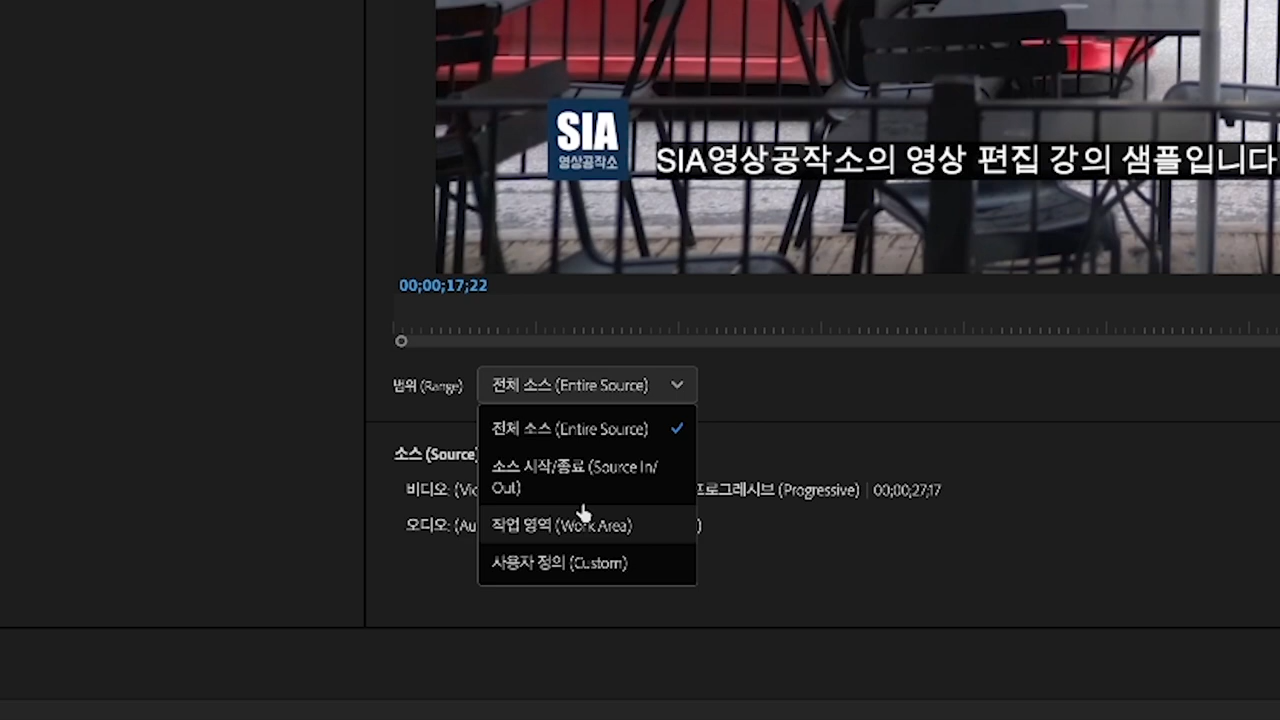 SIA
영상공작소
SIA영상공작소의 영상 편집 강의 샘플입니다
00;00;17;22
범위 (Range)
전체 소스 (Entire Source)
전체 소스 (Entire Source)
소스 시작/종료 (Source In/
Out)
작업 영역 (Work Area)
사용자 정의 (Custom)
소스 (Source)
비디오: (Vic
프로그레시브 (Progressive) | 00;00;27;17
오디오: (Au
)